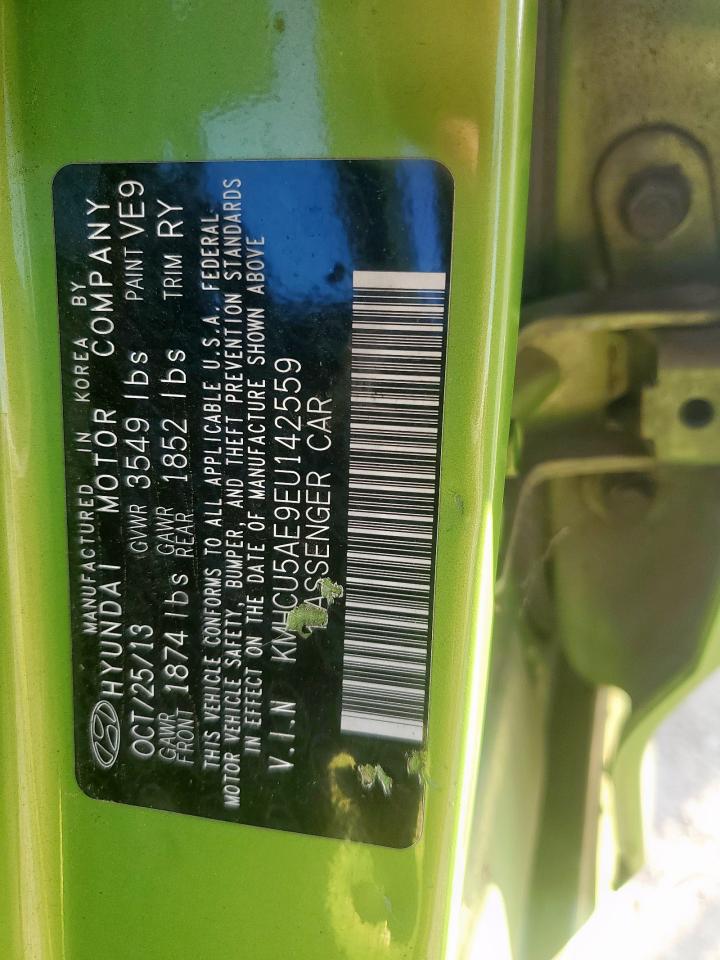 MANUFACTURED IN KOREA BY
HYUNDAI MOTOR COMPANY
OCT/25/13 GVWR 3549 lbs PAINT VE9
GAWR FRONT 1874 lbs GAWR REAR 1852 lbs TRIM RY
THIS VEHICLE CONFORMS TO ALL APPLICABLE U.S.A. FEDERAL
MOTOR VEHICLE SAFETY, BUMPER, AND THEFT PREVENTION STANDARDS
IN EFFECT ON THE DATE OF MANUFACTURE SHOWN ABOVE
V.I.N KMHCU5AE9EU142559
PASSENGER CAR